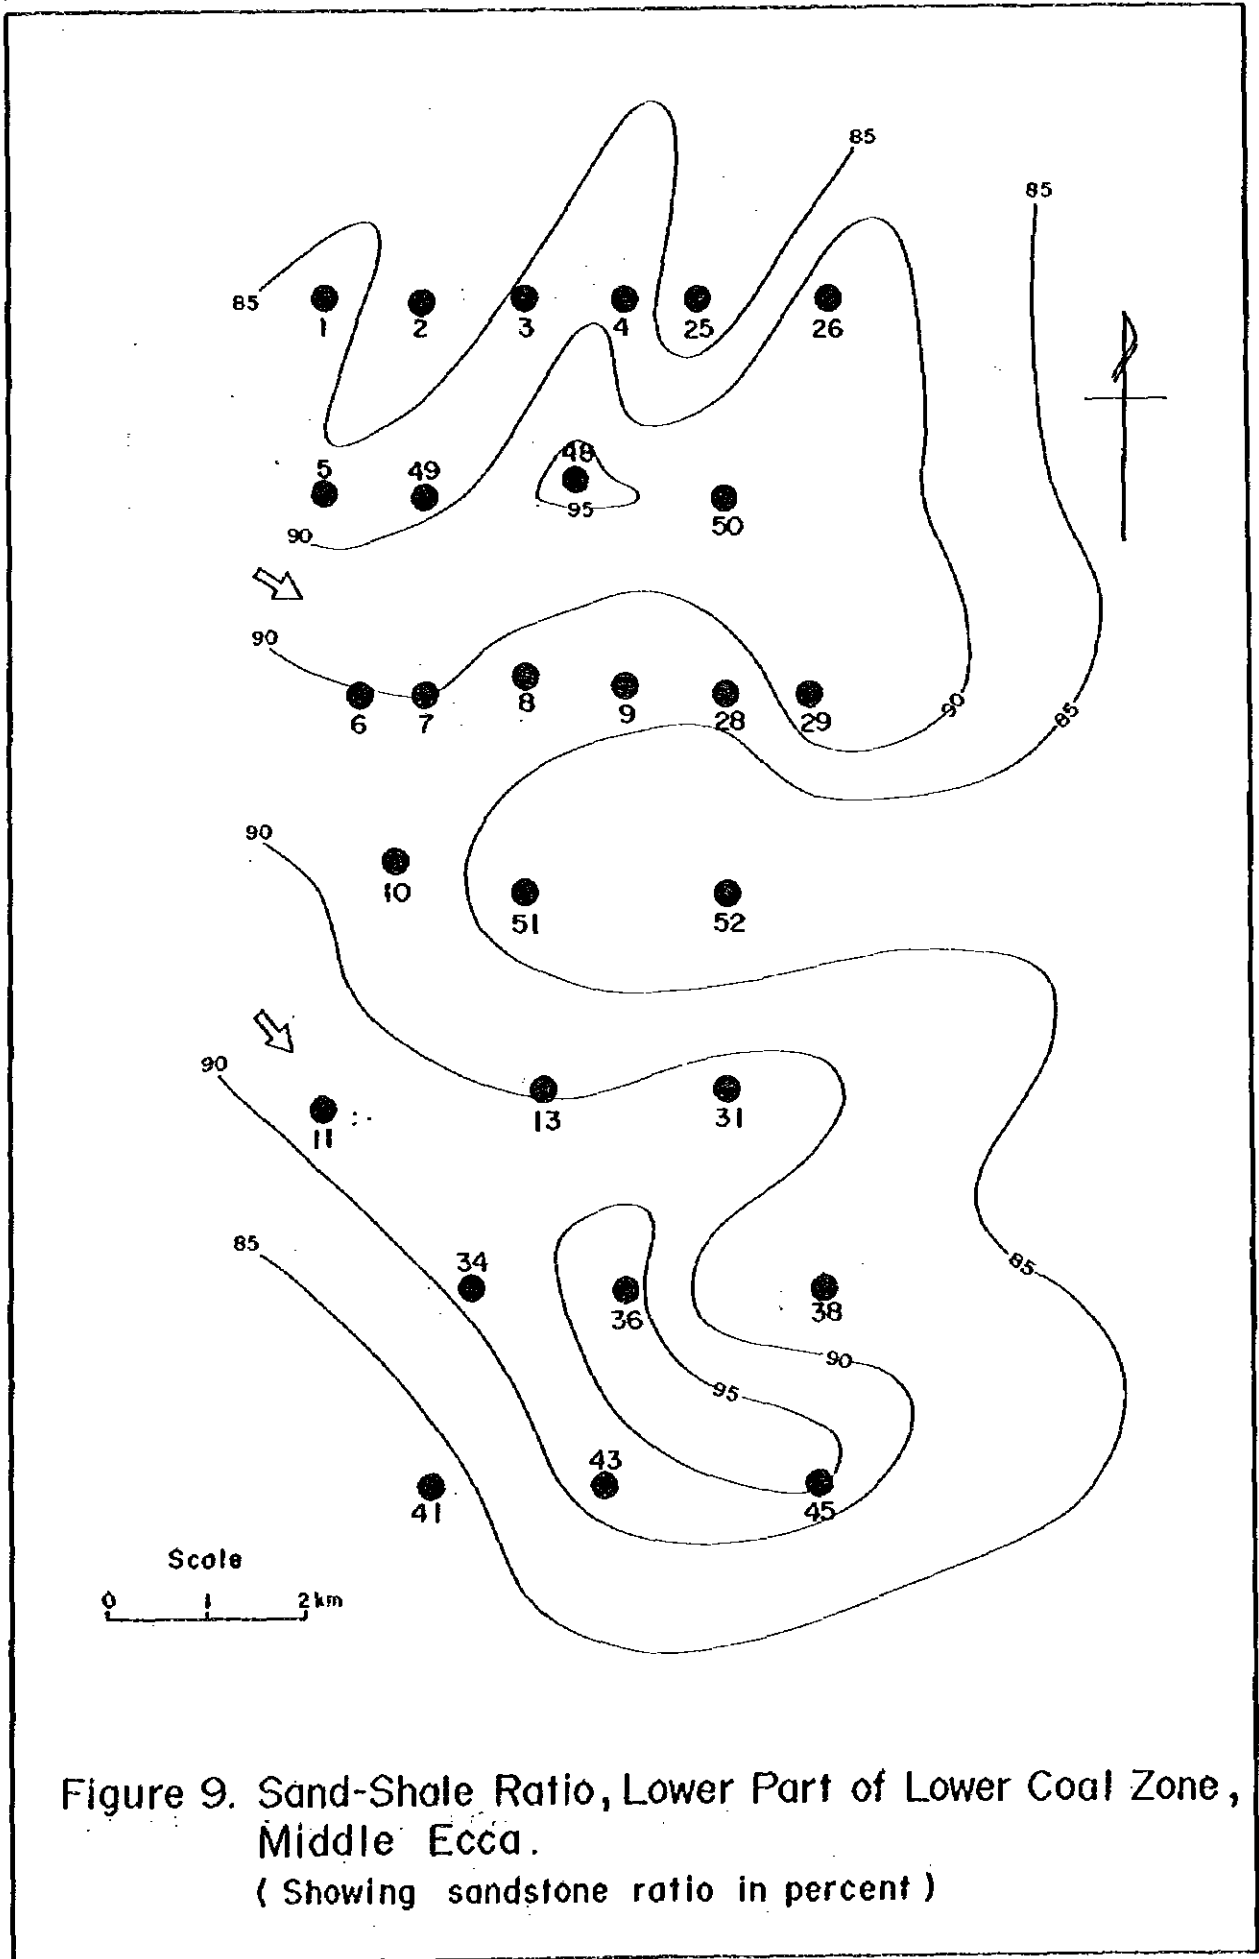 85
85
85
1 2 3 4 25 26
5 49 48
95
50
90
90
6 7 8 9 28 29
90
85
90
10
51 52
90
11 13 31
85
85
34
36 38
90
95
43
41 45
Scale
0 1 2 km
Figure 9. Sand-Shale Ratio, Lower Part of Lower Coal Zone,
Middle Ecca.
( Showing sandstone ratio in percent )